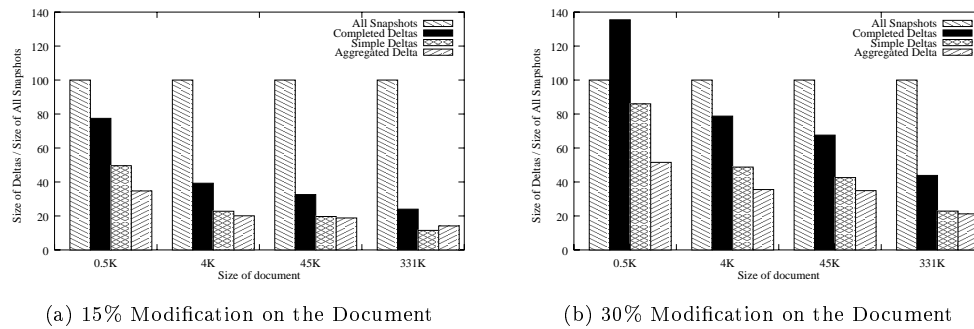 140
120
100
80
60
40
20
0
Size of Deltas / Size of All Snapshots
All Snapshots
Completed Deltas
Simple Deltas
Aggregated Delta
0.5K 4K 45K 331K
Size of document
(a) 15% Modification on the Document
140
120
100
80
60
40
20
0
Size of Deltas / Size of All Snapshots
All Snapshots
Completed Deltas
Simple Deltas
Aggregated Delta
0.5K 4K 45K 331K
Size of document
(b) 30% Modification on the Document